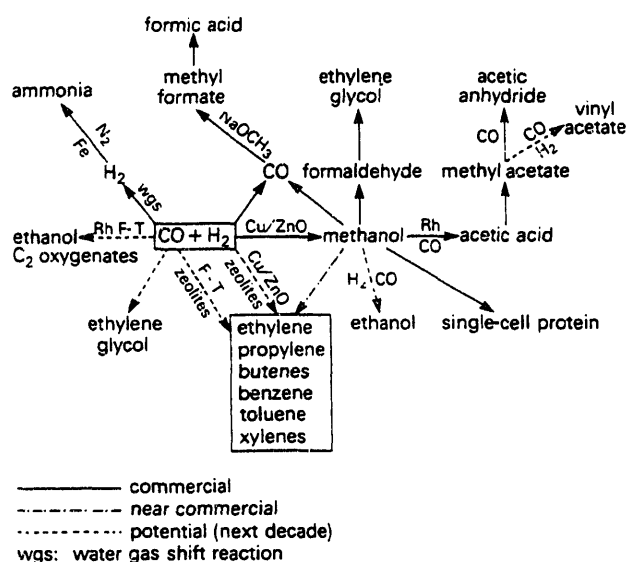 formic acid
methyl
formate
ammonia
ethylene
glycol
acetic
anhydride
vinyl
acetate
N2
Fe
NaOCH3
CO
CO
H2
H2
wgs
CO
formaldehyde
methyl acetate
ethanol
C2 oxygenates
Rh F-T
CO + H2
Cu/ZnO
methanol
Rh
CO
acetic acid
F-T
zeolites
Cu/ZnO
zeolites
H2 CO
ethylene
glycol
ethanol
single-cell protein
ethylene
propylene
butenes
benzene
toluene
xylenes
commercial
near commercial
potential (next decade)
wgs: water gas shift reaction